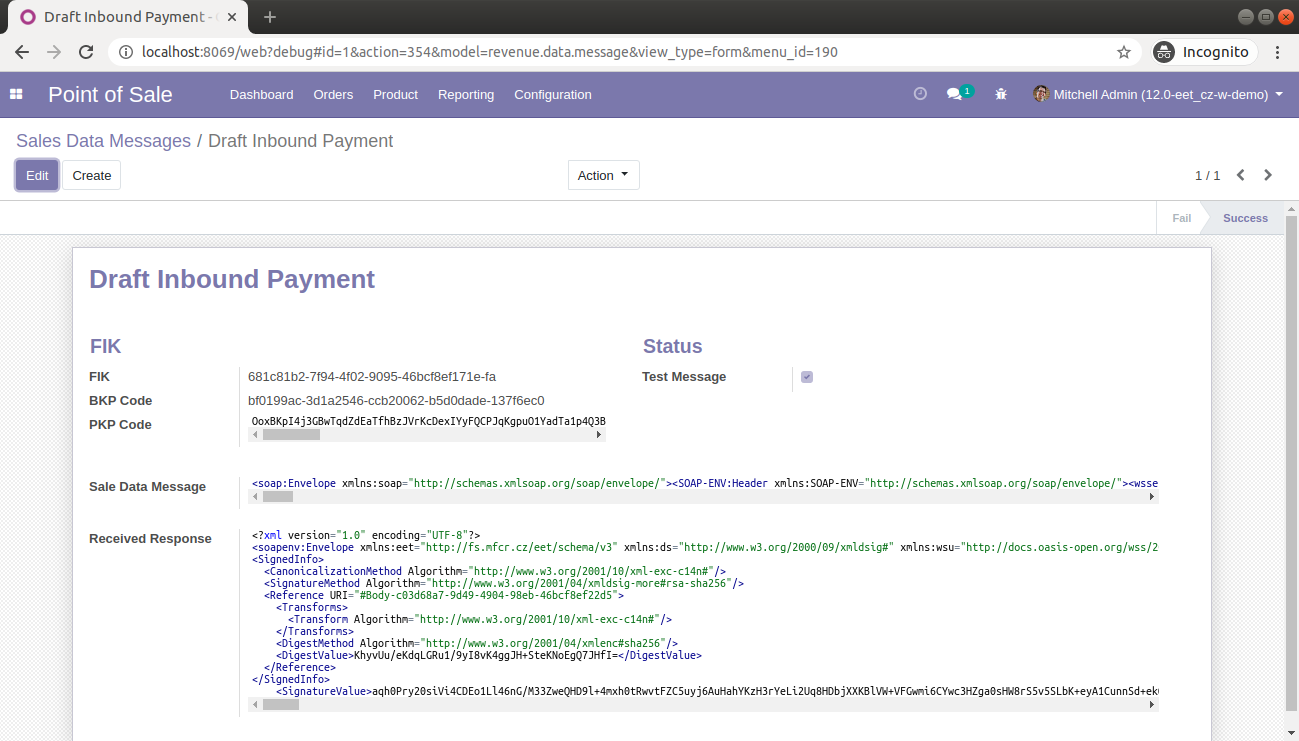 Draft Inbound Payment -
localhost:8069/web?debug#id=1&action=354&model=revenue.data.message&view_type=form&menu_id=190
Incognito
Point of Sale
Dashboard Orders Product Reporting Configuration
1
Mitchell Admin (12.0-eet_cz-w-demo)
Sales Data Messages / Draft Inbound Payment
Edit Create Action 1 / 1
Fail Success
Draft Inbound Payment
FIK Status
FIK 681c81b2-7f94-4f02-9095-46bcf8ef171e-fa Test Message
BKP Code bf0199ac-3d1a2546-ccb20062-b5d0dade-137f6ec0
PKP Code OoxBKpI4j3GBwTqdZdEaTfhBzJVrKcDexIYyFQCPJqKgpuO1YadTa1p4Q3B
Sale Data Message <soap:Envelope xmlns:soap="http://schemas.xmlsoap.org/soap/envelope/"><SOAP-ENV:Header xmlns:SOAP-ENV="http://schemas.xmlsoap.org/soap/envelope/"><wsse
Received Response <?xml version="1.0" encoding="UTF-8"?>
<soapenv:Envelope xmlns:eet="http://fs.mfcr.cz/eet/schema/v3" xmlns:ds="http://www.w3.org/2000/09/xmldsig#" xmlns:wsu="http://docs.oasis-open.org/wss/2
<SignedInfo>
<CanonicalizationMethod Algorithm="http://www.w3.org/2001/10/xml-exc-c14n#"/>
<SignatureMethod Algorithm="http://www.w3.org/2001/04/xmldsig-more#rsa-sha256"/>
<Reference URI="#Body-c03d68a7-9d49-4904-98eb-46bcf8ef22d5">
<Transforms>
<Transform Algorithm="http://www.w3.org/2001/10/xml-exc-c14n#"/>
</Transforms>
<DigestMethod Algorithm="http://www.w3.org/2001/04/xmlenc#sha256"/>
<DigestValue>KhyvUu/eKdqLGRu1/9yI8vK4ggJH+SteKNoEgQ7JHfI=</DigestValue>
</Reference>
</SignedInfo>
<SignatureValue>aqh0Pry20siVi4CDEo1Ll46nG/M33ZweQHD9l+4mxh0tRwvtFZC5uyj6AuHahYKzH3rYeLi2Uq8HDbjXXKBlVW+VFGwmi6CYwc3HZga0sHW8rS5v5SLbK+eyA1CunnSd+ek